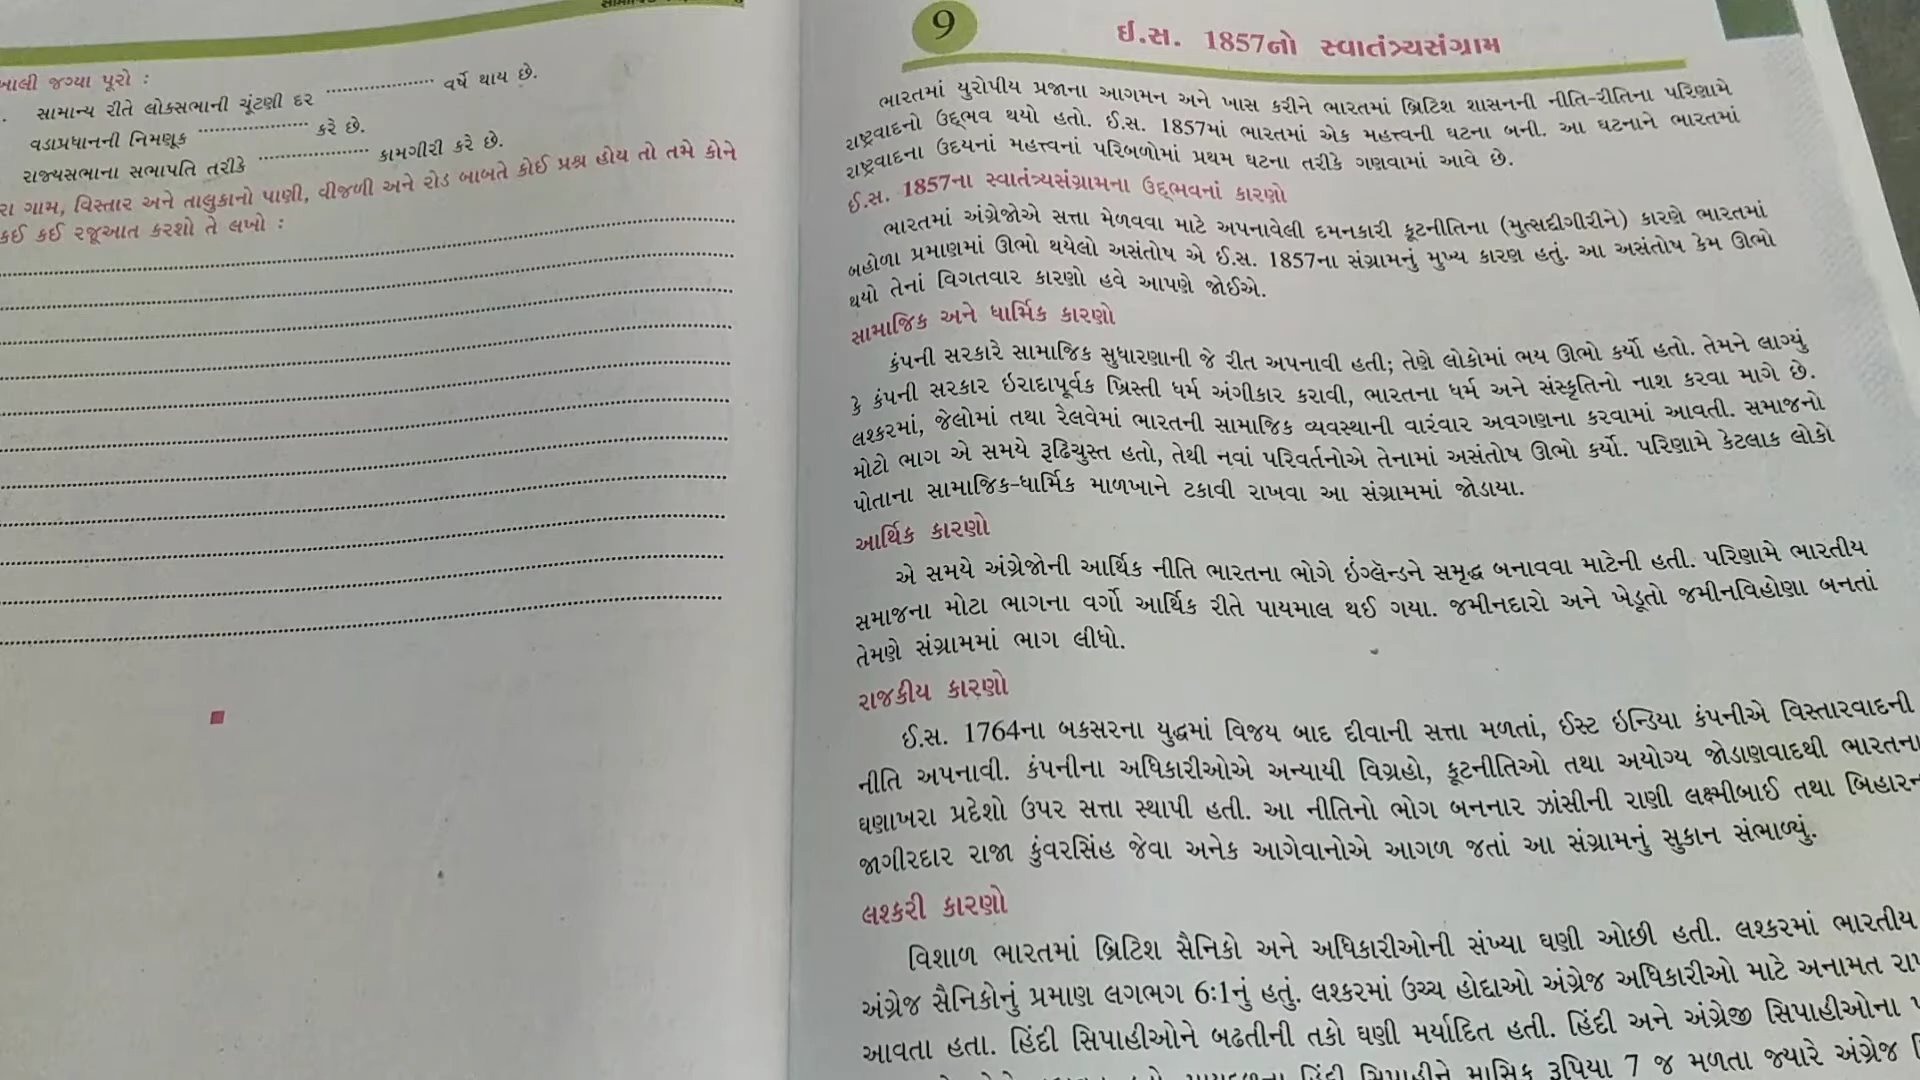 ખાલી જગ્યા પૂરો :
સામાન્ય રીતે લોકસભાની ચૂંટણી દર .................. વર્ષે થાય છે.
વડાપ્રધાનની નિમણૂક .................. કરે છે.
રાજ્યસભાના સભાપતિ તરીકે .................. કામગીરી કરે છે.
રા ગામ, વિસ્તાર અને તાલુકાનો પાણી, વીજળી અને રોડ બાબતે કોઈ પ્રશ્ન હોય તો તમે કોને
કઈ કઈ રજૂઆત કરશો તે લખો :
9
ઈ.સ. 1857નો સ્વાતંત્ર્યસંગ્રામ
ભારતમાં યુરોપીય પ્રજાના આગમન અને ખાસ કરીને ભારતમાં બ્રિટિશ શાસનની નીતિ-રીતિના પરિણામે
રાષ્ટ્રવાદનો ઉદ્ભવ થયો હતો. ઈ.સ. 1857માં ભારતમાં એક મહત્ત્વની ઘટના બની. આ ઘટનાને ભારતમાં
રાષ્ટ્રવાદના ઉદયનાં મહત્ત્વનાં પરિબળોમાં પ્રથમ ઘટના તરીકે ગણવામાં આવે છે.
ઈ.સ. 1857ના સ્વાતંત્ર્યસંગ્રામના ઉદ્ભવનાં કારણો
ભારતમાં અંગ્રેજોએ સત્તા મેળવવા માટે અપનાવેલી દમનકારી કૂટનીતિના (મુત્સદ્દીગીરીને) કારણે ભારતમાં
બહોળા પ્રમાણમાં ઊભો થયેલો અસંતોષ એ ઈ.સ. 1857ના સંગ્રામનું મુખ્ય કારણ હતું. આ અસંતોષ કેમ ઊભો
થયો તેનાં વિગતવાર કારણો હવે આપણે જોઈએ.
સામાજિક અને ધાર્મિક કારણો
કંપની સરકારે સામાજિક સુધારણાની જે રીત અપનાવી હતી; તેણે લોકોમાં ભય ઊભો કર્યો હતો. તેમને લાગ્યું
કે કંપની સરકાર ઇરાદાપૂર્વક ખ્રિસ્તી ધર્મ અંગીકાર કરાવી, ભારતના ધર્મ અને સંસ્કૃતિનો નાશ કરવા માગે છે.
લશ્કરમાં, જેલોમાં તથા રેલવેમાં ભારતની સામાજિક વ્યવસ્થાની વારંવાર અવગણના કરવામાં આવતી. સમાજનો
મોટો ભાગ એ સમયે રૂઢિચુસ્ત હતો, તેથી નવાં પરિવર્તનોએ તેનામાં અસંતોષ ઊભો કર્યો. પરિણામે કેટલાક લોકો
પોતાના સામાજિક-ધાર્મિક માળખાને ટકાવી રાખવા આ સંગ્રામમાં જોડાયા.
આર્થિક કારણો
એ સમયે અંગ્રેજોની આર્થિક નીતિ ભારતના ભોગે ઇંગ્લૅન્ડને સમૃદ્ધ બનાવવા માટેની હતી. પરિણામે ભારતીય
સમાજના મોટા ભાગના વર્ગો આર્થિક રીતે પાયમાલ થઈ ગયા. જમીનદારો અને ખેડૂતો જમીનવિહોણા બનતાં
તેમણે સંગ્રામમાં ભાગ લીધો.
રાજકીય કારણો
ઈ.સ. 1764ના બક્સરના યુદ્ધમાં વિજય બાદ દીવાની સત્તા મળતાં, ઈસ્ટ ઇન્ડિયા કંપનીએ વિસ્તારવાદની
નીતિ અપનાવી. કંપનીના અધિકારીઓએ અન્યાયી વિગ્રહો, કૂટનીતિઓ તથા અયોગ્ય જોડાણવાદથી ભારતના
ઘણાખરા પ્રદેશો ઉપર સત્તા સ્થાપી હતી. આ નીતિનો ભોગ બનનાર ઝાંસીની રાણી લક્ષ્મીબાઈ તથા બિહારન
જાગીરદાર રાજા કુંવરસિંહ જેવા અનેક આગેવાનોએ આગળ જતાં આ સંગ્રામનું સુકાન સંભાળ્યું.
લશ્કરી કારણો
વિશાળ ભારતમાં બ્રિટિશ સૈનિકો અને અધિકારીઓની સંખ્યા ઘણી ઓછી હતી. લશ્કરમાં ભારતીય
અંગ્રેજ સૈનિકોનું પ્રમાણ લગભગ 6:1નું હતું. લશ્કરમાં ઉચ્ચ હોદ્દાઓ અંગ્રેજ અધિકારીઓ માટે અનામત
આવતા હતા. હિંદી સિપાહીઓને બઢતીની તકો ઘણી મર્યાદિત હતી. હિંદી અને અંગ્રેજી સિપાહીઓના
હિંદી સિપાહીને માસિક રૂપિયા 7 જ મળતા જ્યારે અંગ્રેજ